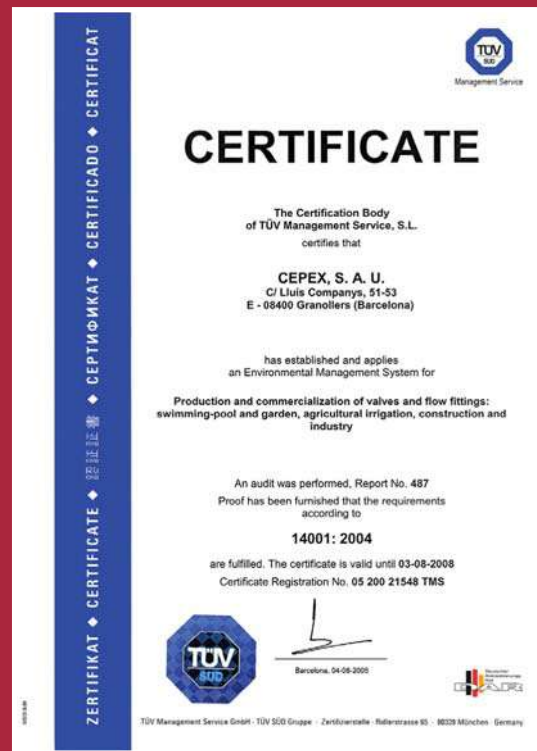 TÜV
SÜD
Management Service
CERTIFICATE
The Certification Body
of TÜV Management Service, S.L.
certifies that
CEPEX, S. A. U.
C/ Lluis Companys, 51-53
E - 08400 Granollers (Barcelona)
has established and applies
an Environmental Management System for
Production and commercialization of valves and flow fittings:
swimming-pool and garden, agricultural irrigation, construction and
industry
An audit was performed, Report No. 487
Proof has been furnished that the requirements
according to
14001: 2004
are fulfilled. The certificate is valid until 03-08-2008
Certificate Registration No. 05 200 21548 TMS
TÜV
SÜD
Barcelona, 04-08-2005
DAR
TÜV Management Service GmbH · TÜV SÜD Gruppe · Zertifizierstelle · Ridlerstrasse 65 · 80339 München · Germany
ZERTIFIKAT ◆ CERTIFICATE ◆ ◆ СЕРТИФИКАТ ◆ CERTIFICADO ◆ CERTIFICAT